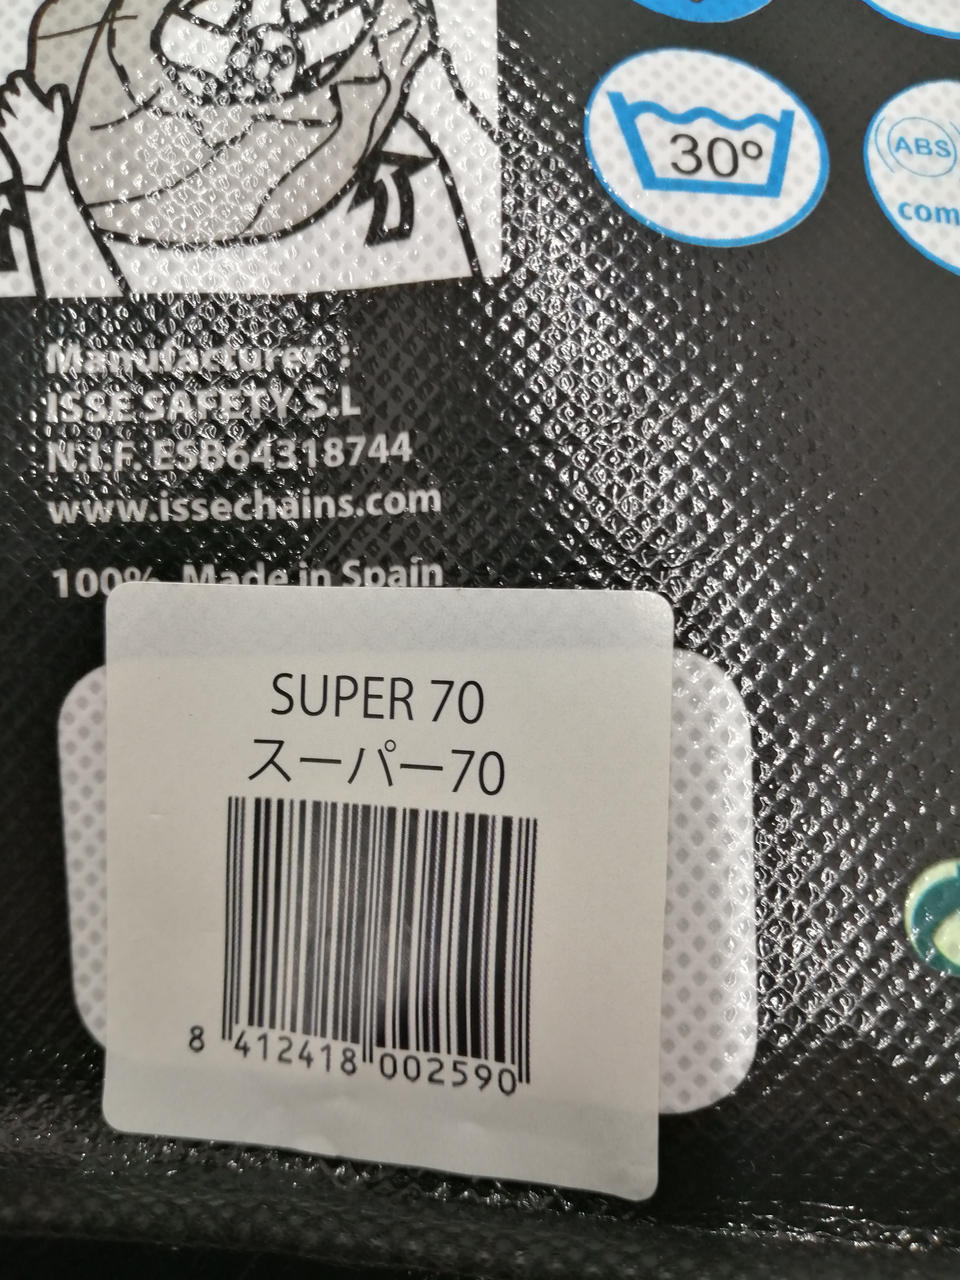 30º
ABS
com
Manufacturer :
ISSE SAFETY S.L
N.I.F. ESB64318744
www.issechains.com
100% Made in Spain
SUPER 70
スーパー70
8 412418 002590